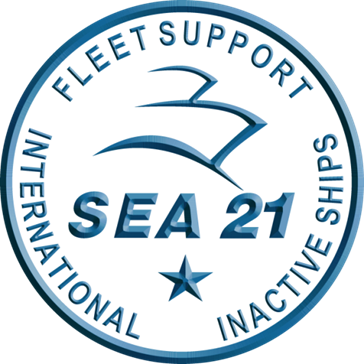 FLEET SUPPORT
SEA 21
INTERNATIONAL
INACTIVE SHIPS